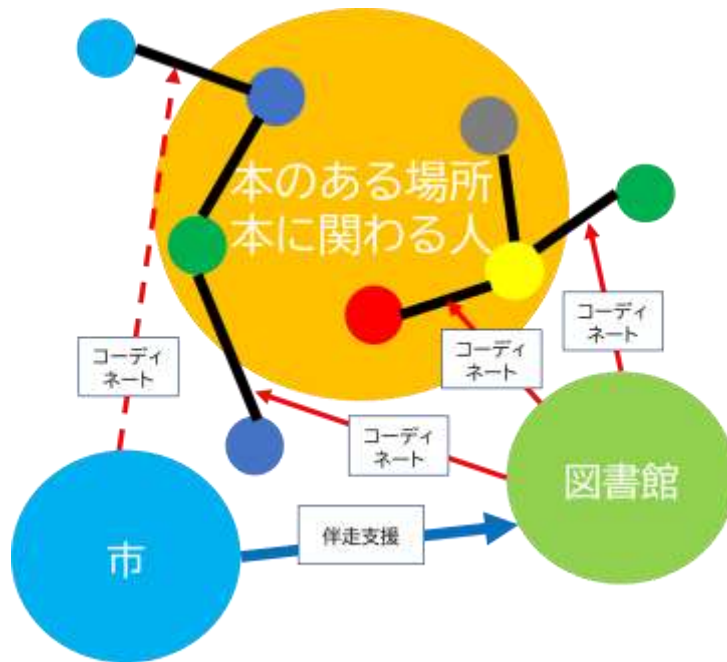 本のある場所
本に関わる人
コーディ
ネート
コーディ
ネート
コーディ
ネート
コーディ
ネート
図書館
伴走支援
市